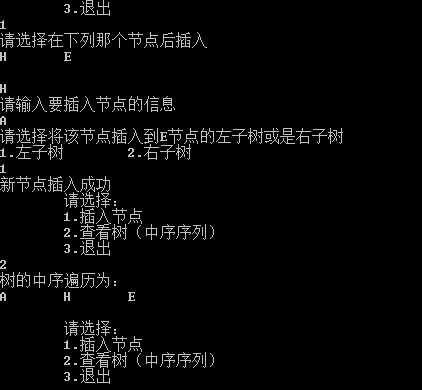 3.退出
1
请选择在下列那个节点后插入
H E
H
请输入要插入节点的信息
A
请选择将该节点插入到E节点的左子树或是右子树
1.左子树 2.右子树
1
新节点插入成功
请选择：
1.插入节点
2.查看树（中序序列）
3.退出
2
树的中序遍历为：
A H E
请选择：
1.插入节点
2.查看树（中序序列）
3.退出